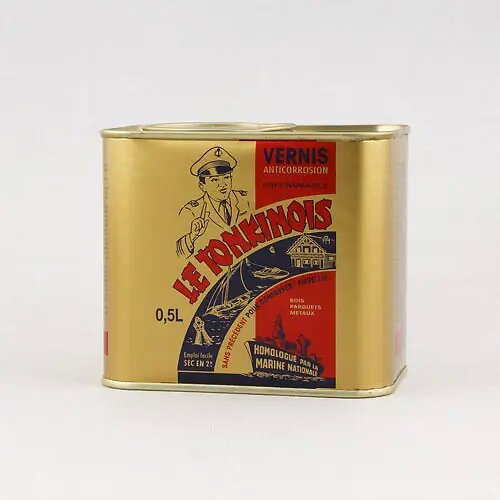 VERNIS
ANTICORROSION
IMPERMÉABLE
LE TONKINOIS
0,5L
SANS PRÉCÉDENT POUR CONSERVER, EMBELLIR...
BOIS
PARQUETS
METAUX
Emploi facile
SEC EN 2h
HOMOLOGUÉ PAR LA
MARINE NATIONALE